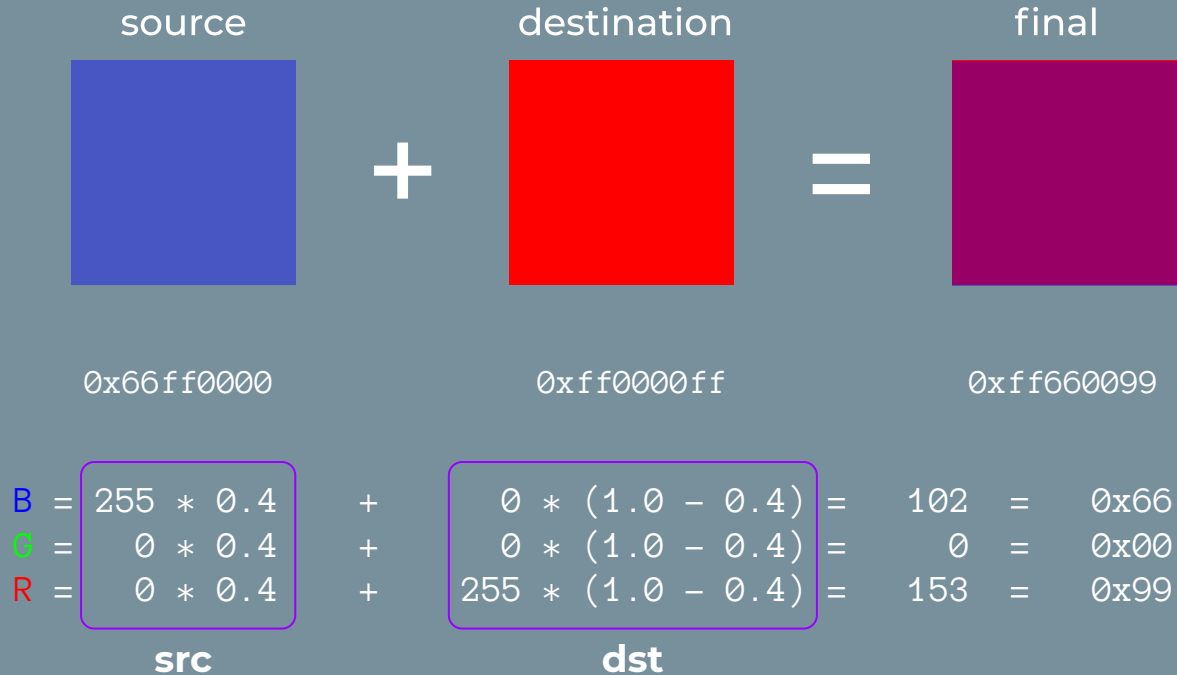 source destination final
+ =
0x66ff0000 0xff0000ff 0xff660099
B = 255 * 0.4 + 0 * (1.0 - 0.4) = 102 = 0x66
G = 0 * 0.4 + 0 * (1.0 - 0.4) = 0 = 0x00
R = 0 * 0.4 + 255 * (1.0 - 0.4) = 153 = 0x99
src dst